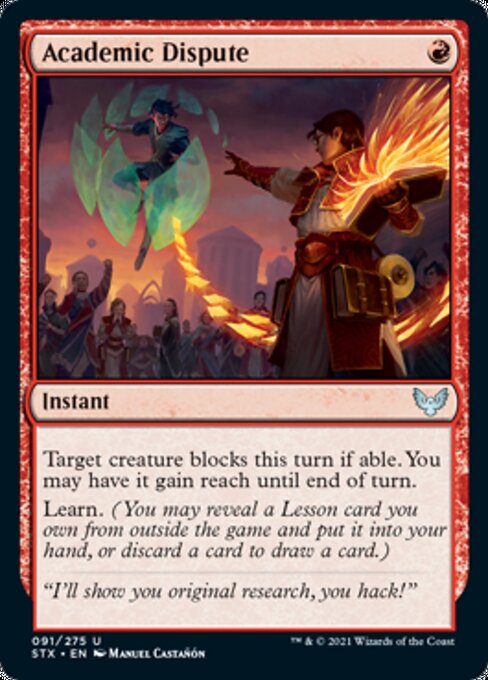 Academic Dispute
Instant
Target creature blocks this turn if able. You
may have it gain reach until end of turn.
Learn. (You may reveal a Lesson card you
own from outside the game and put it into your
hand, or discard a card to draw a card.)
“I’ll show you original research, you hack!”
091/275 U
STX • EN Manuel Castañón
™ & © 2021 Wizards of the Coast